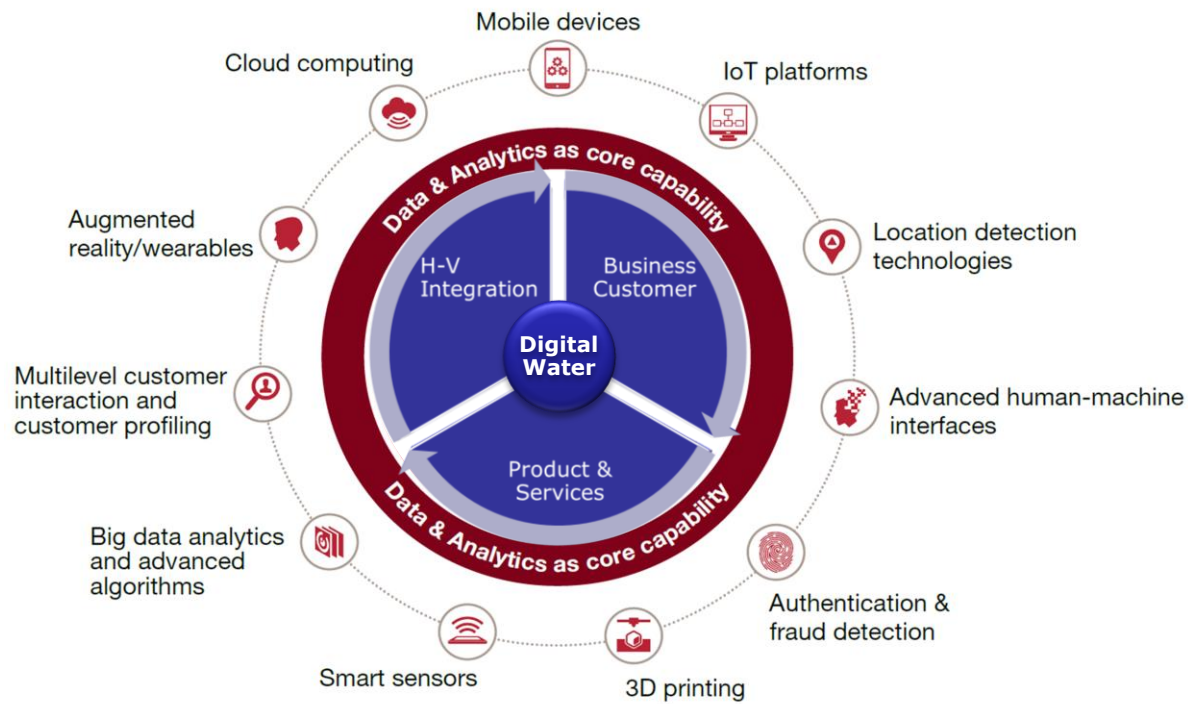 Mobile devices
Cloud computing
IoT platforms
Data & Analytics as core capability
Augmented
reality/wearables
Location detection
technologies
H-V
Integration
Business
Customer
Digital
Water
Multilevel customer
interaction and
customer profiling
Advanced human-machine
interfaces
Product &
Services
Data & Analytics as core capability
Big data analytics
and advanced
algorithms
Authentication &
fraud detection
Smart sensors
3D printing